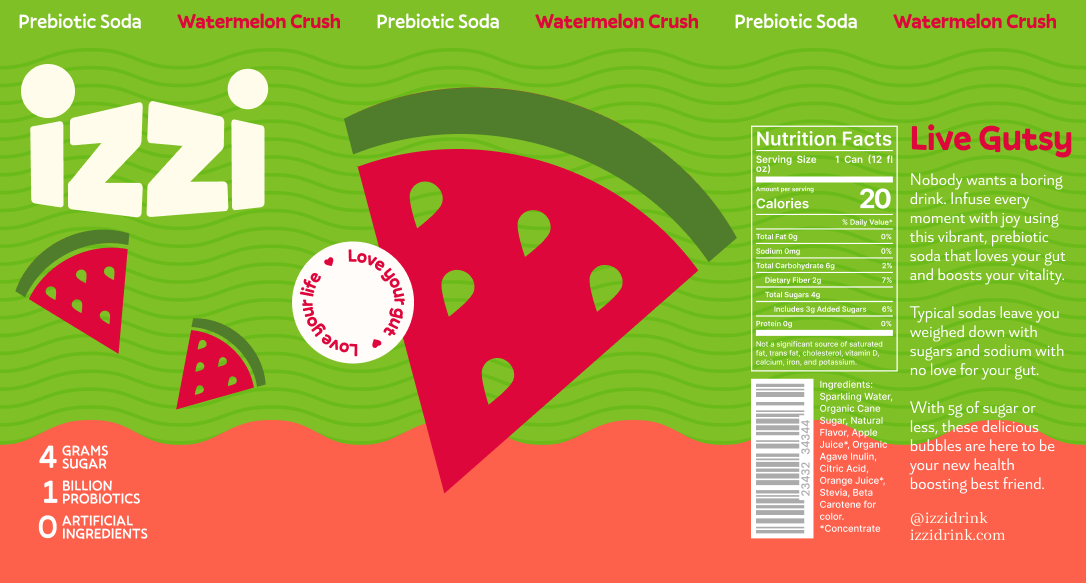 Prebiotic Soda Watermelon Crush Prebiotic Soda Watermelon Crush Prebiotic Soda Watermelon Crush
izzi
Love your gut ♥ Love your life ♥
4 GRAMS
SUGAR
1 BILLION
PROBIOTICS
0 ARTIFICIAL
INGREDIENTS
Nutrition Facts
Serving Size 1 Can (12 fl
oz)
Amount per serving
Calories 20
% Daily Value*
Total Fat 0g 0%
Sodium 0mg 0%
Total Carbohydrate 6g 2%
Dietary Fiber 2g 7%
Total Sugars 4g
Includes 3g Added Sugars 6%
Protein 0g 0%
Not a significant source of saturated
fat, trans fat, cholesterol, vitamin D,
calcium, iron, and potassium.
23432 34344
Ingredients:
Sparkling Water,
Organic Cane
Sugar, Natural
Flavor, Apple
Juice*, Organic
Agave Inulin,
Citric Acid,
Orange Juice*,
Stevia, Beta
Carotene for
color.
*Concentrate
Live Gutsy
Nobody wants a boring
drink. Infuse every
moment with joy using
this vibrant, prebiotic
soda that loves your gut
and boosts your vitality.
Typical sodas leave you
weighed down with
sugars and sodium with
no love for your gut.
With 5g of sugar or
less, these delicious
bubbles are here to be
your new health
boosting best friend.
@izzidrink
izzidrink.com